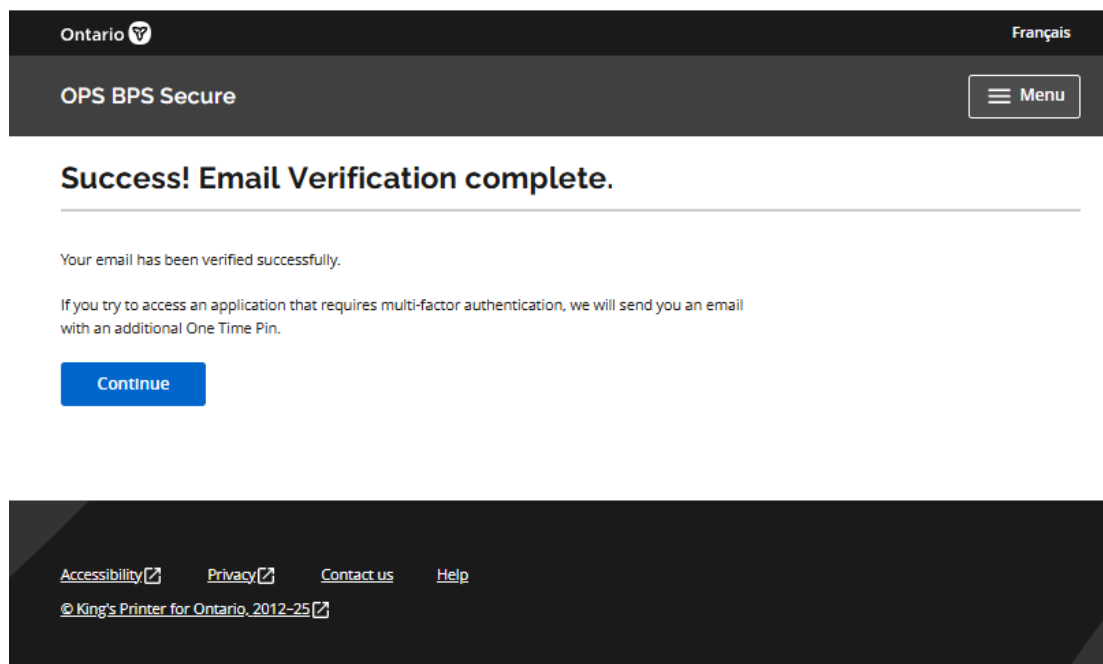 Ontario
Français
OPS BPS Secure
Menu
Success! Email Verification complete.
Your email has been verified successfully.
If you try to access an application that requires multi-factor authentication, we will send you an email
with an additional One Time Pin.
Continue
Accessibility Privacy Contact us Help
© King's Printer for Ontario, 2012–25